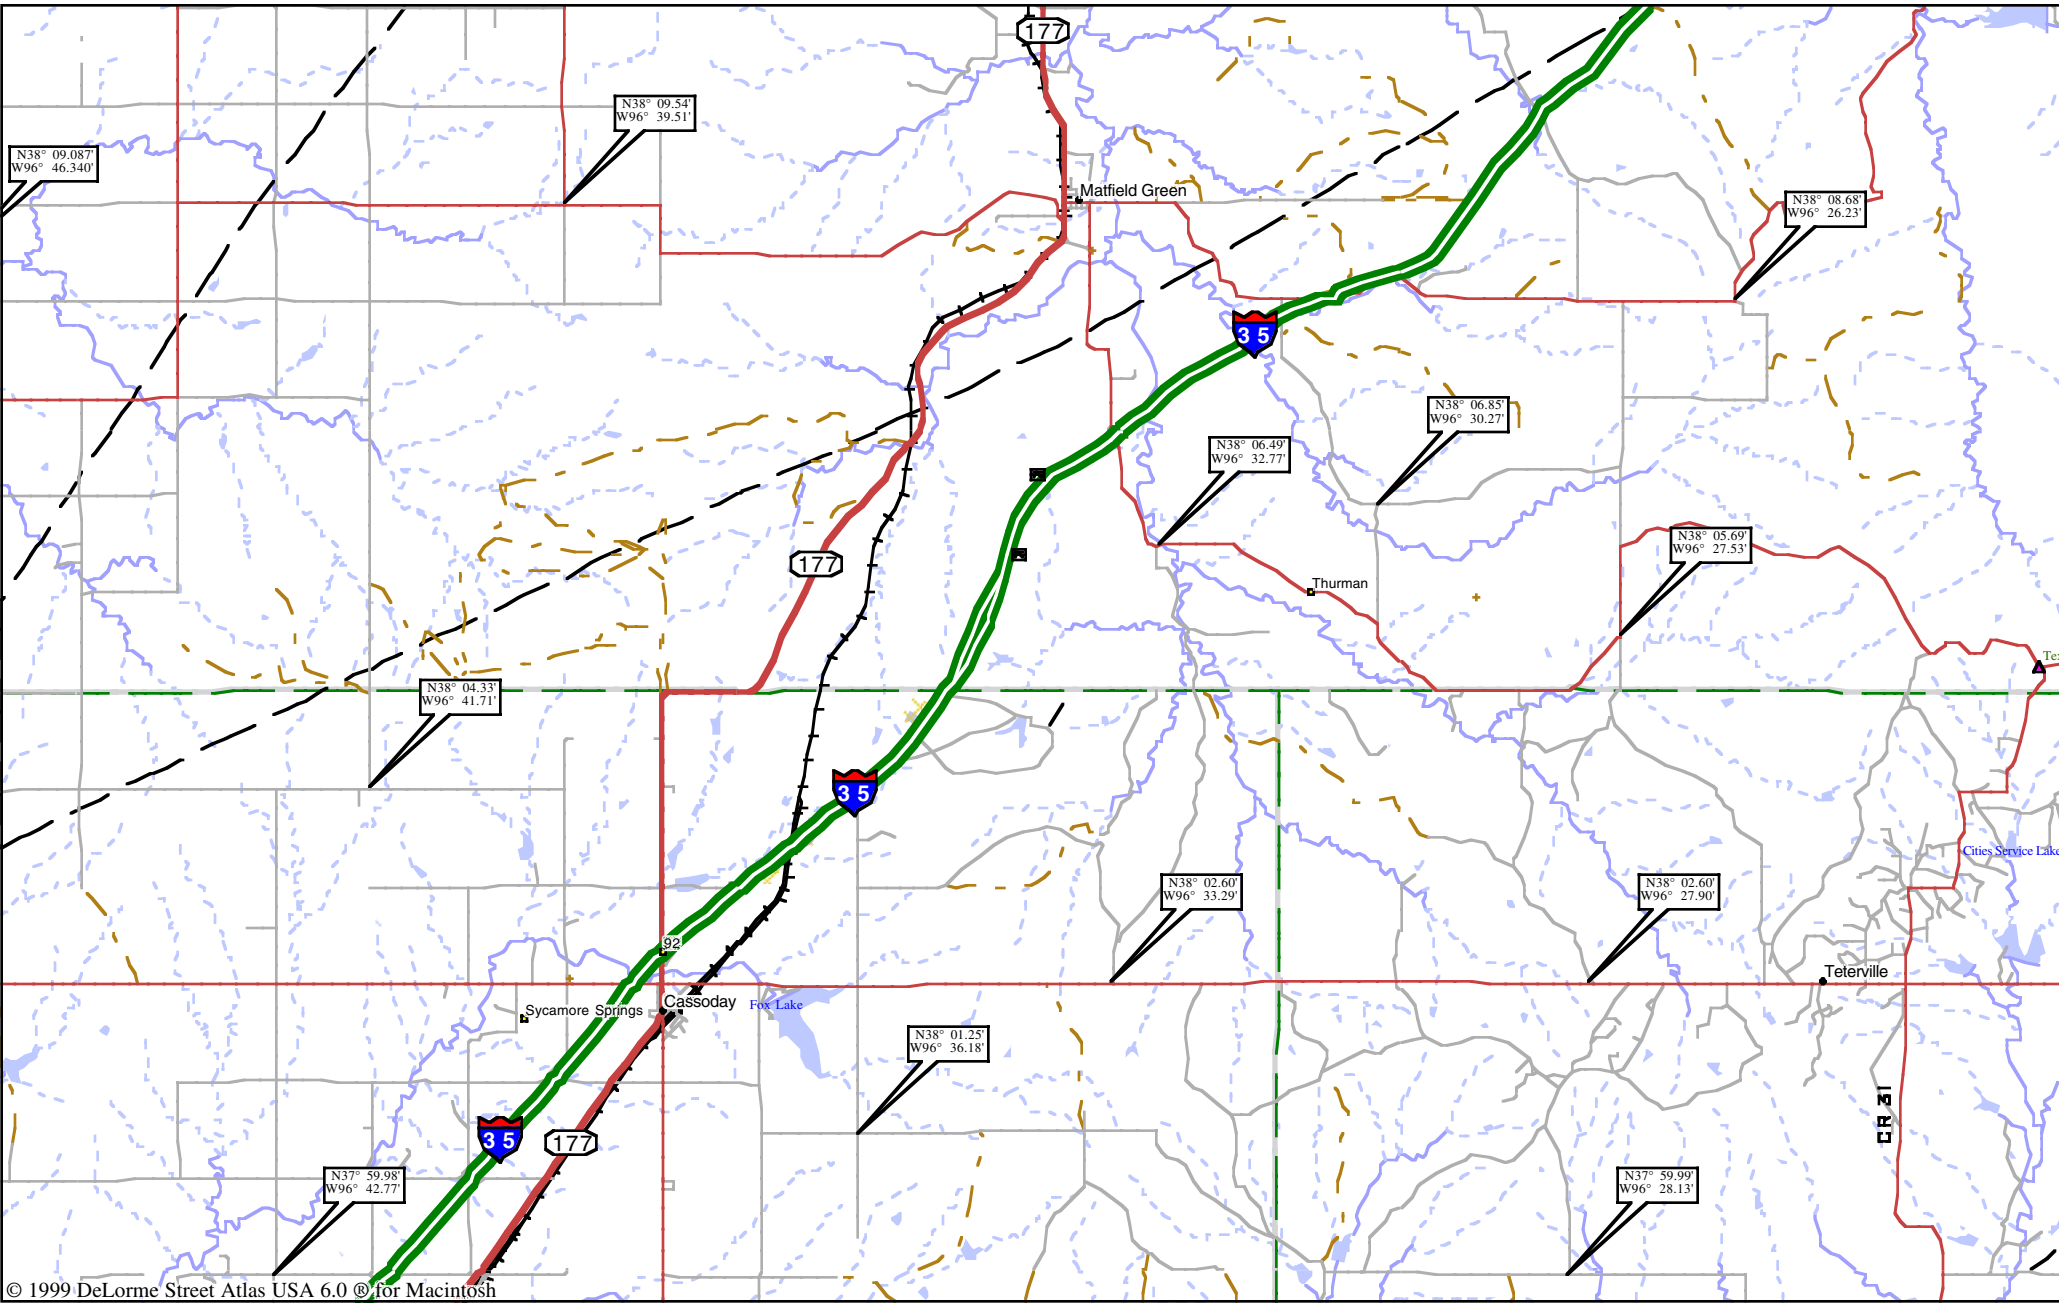 177
N38° 09.54'
W96° 39.51'
N38° 09.087'
W96° 46.340'
Matfield Green
N38° 08.68'
W96° 26.23'
35
N38° 06.85'
W96° 30.27'
N38° 06.49'
W96° 32.77'
N38° 05.69'
W96° 27.53'
177
Thurman
Te
N38° 04.33'
W96° 41.71'
35
Cities Service Lake
N38° 02.60'
W96° 33.29'
N38° 02.60'
W96° 27.90'
92
Teterville
Cassoday
Fox Lake
Sycamore Springs
N38° 01.25'
W96° 36.18'
CR 31
35
177
N37° 59.98'
W96° 42.77'
N37° 59.99'
W96° 28.13'
© 1999 DeLorme Street Atlas USA 6.0 ® for Macintosh